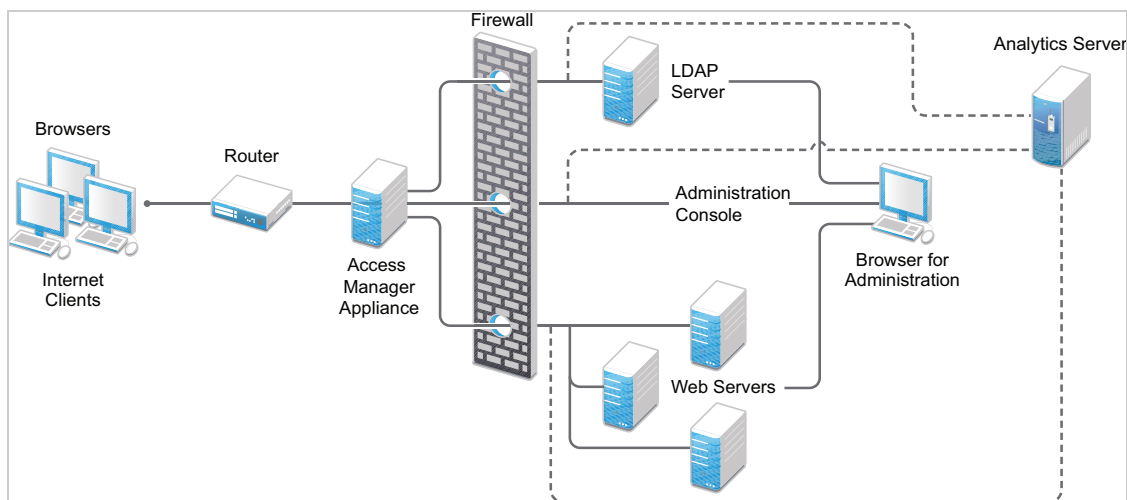 Firewall
Analytics Server
LDAP
Server
Browsers
Router
Administration
Console
Access
Manager
Appliance
Browser for
Administration
Internet
Clients
Web Servers